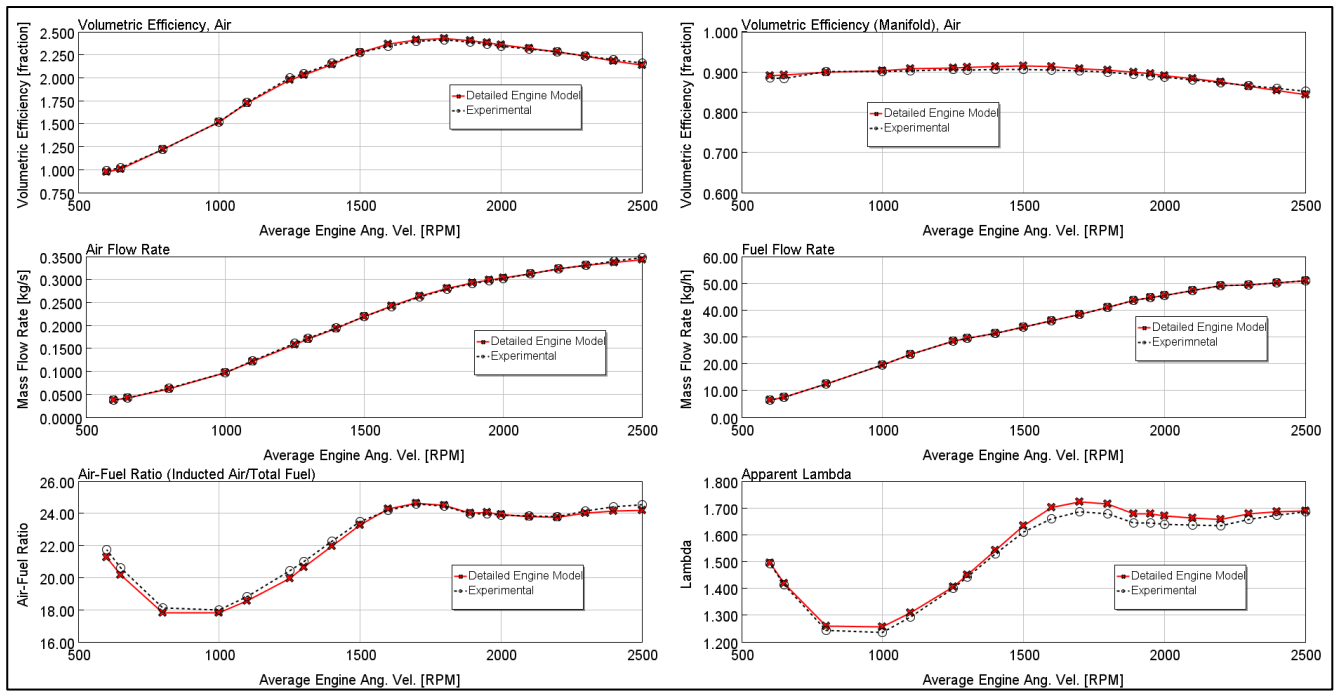 Volumetric Efficiency, Air
Volumetric Efficiency [fraction]
2.500
2.250
2.000
1.750
1.500
1.250
1.000
0.750
Detailed Engine Model
Experimental
500
1000
1500
2000
2500
Average Engine Ang. Vel. [RPM]
Volumetric Efficiency (Manifold), Air
Volumetric Efficiency [fraction]
1.000
0.900
0.800
0.700
0.600
Detailed Engine Model
Experimental
500
1000
1500
2000
2500
Average Engine Ang. Vel. [RPM]
Air Flow Rate
Mass Flow Rate [kg/s]
0.3500
0.3000
0.2500
0.2000
0.1500
0.1000
0.0500
0.0000
Detailed Engine Model
Experimental
500
1000
1500
2000
2500
Average Engine Ang. Vel. [RPM]
Fuel Flow Rate
Mass Flow Rate [kg/h]
60.00
50.00
40.00
30.00
20.00
10.00
0.00
Detailed Engine Model
Experimnetal
500
1000
1500
2000
2500
Average Engine Ang. Vel. [RPM]
Air-Fuel Ratio (Inducted Air/Total Fuel)
Air-Fuel Ratio
26.00
24.00
22.00
20.00
18.00
16.00
Detailed Engine Model
Experimental
500
1000
1500
2000
2500
Average Engine Ang. Vel. [RPM]
Apparent Lambda
Lambda
1.800
1.700
1.600
1.500
1.400
1.300
1.200
Detailed Engine Model
Experimental
500
1000
1500
2000
2500
Average Engine Ang. Vel. [RPM]